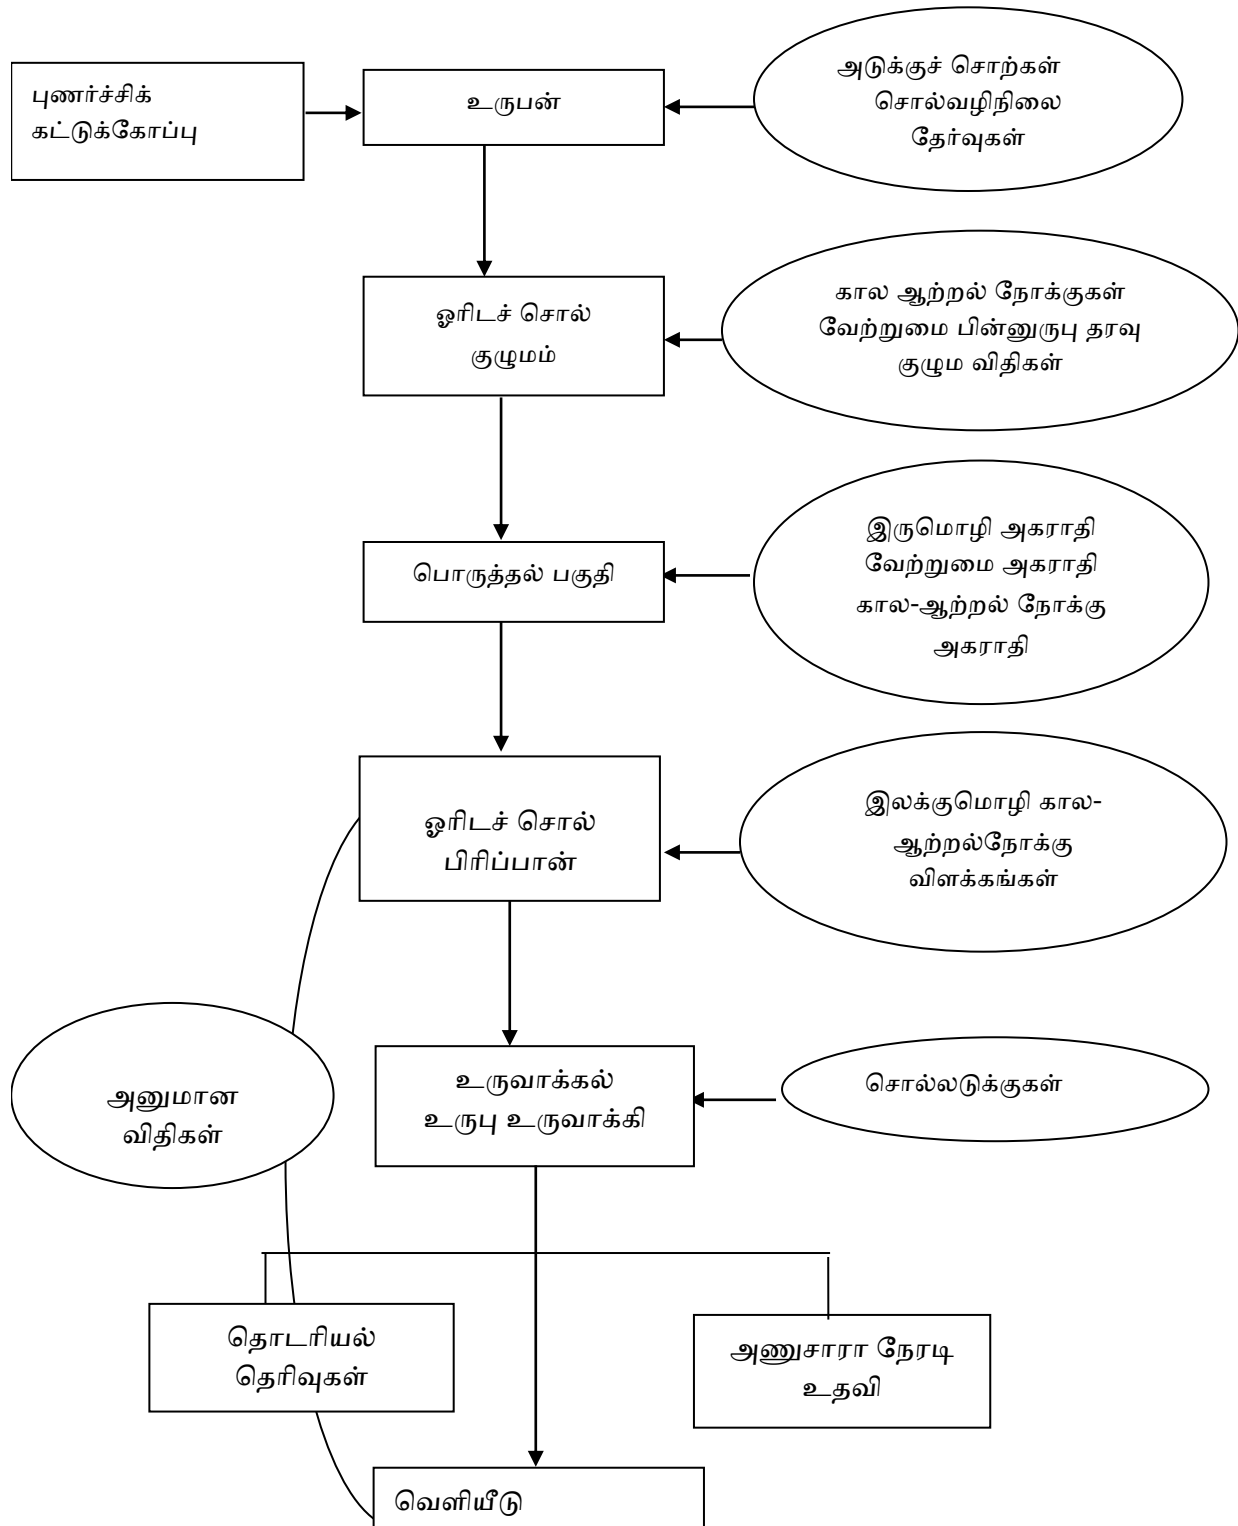 புணர்ச்சிக்
கட்டுக்கோப்பு
உருபன்
அடுக்குச் சொற்கள்
சொல்வழிநிலை
தேர்வுகள்
ஓரிடச் சொல்
குழுமம்
கால ஆற்றல் நோக்குகள்
வேற்றுமை பின்னுருபு தரவு
குழும விதிகள்
பொருத்தல் பகுதி
இருமொழி அகராதி
வேற்றுமை அகராதி
கால-ஆற்றல் நோக்கு
அகராதி
ஓரிடச் சொல்
பிரிப்பான்
இலக்குமொழி கால-
ஆற்றல்நோக்கு
விளக்கங்கள்
அனுமான
விதிகள்
உருவாக்கல்
உருபு உருவாக்கி
சொல்லடுக்குகள்
தொடரியல்
தெரிவுகள்
அணுசாரா நேரடி
உதவி
வெளியீடு